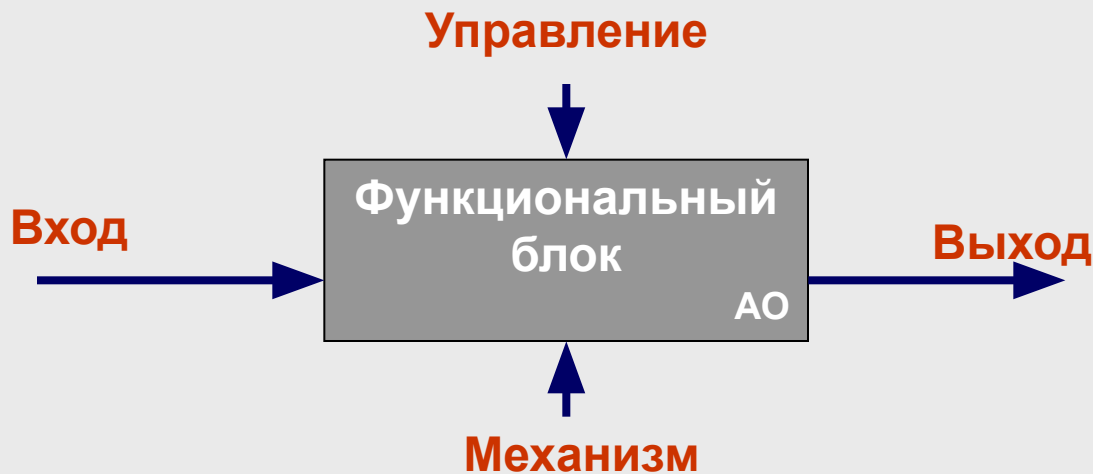 Управление
Функциональный
блок
Вход
Выход
АО
Механизм